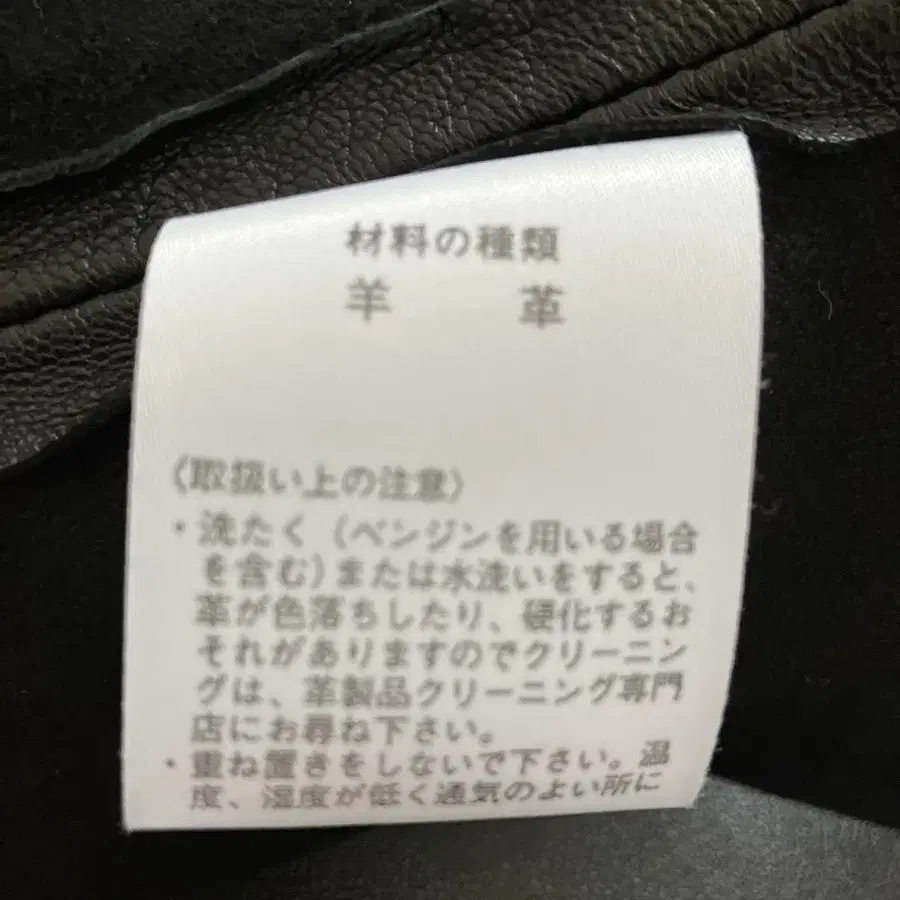 材料の種類
羊 革
〈取扱い上の注意〉
・洗たく（ベンジンを用いる場合
を含む）または水洗いをすると、
革が色落ちしたり、硬化するお
それがありますのでクリーニン
グは、革製品クリーニング専門
店にお尋ね下さい。
・重ね置きをしないで下さい。温
度、湿度が低く通気のよい所に